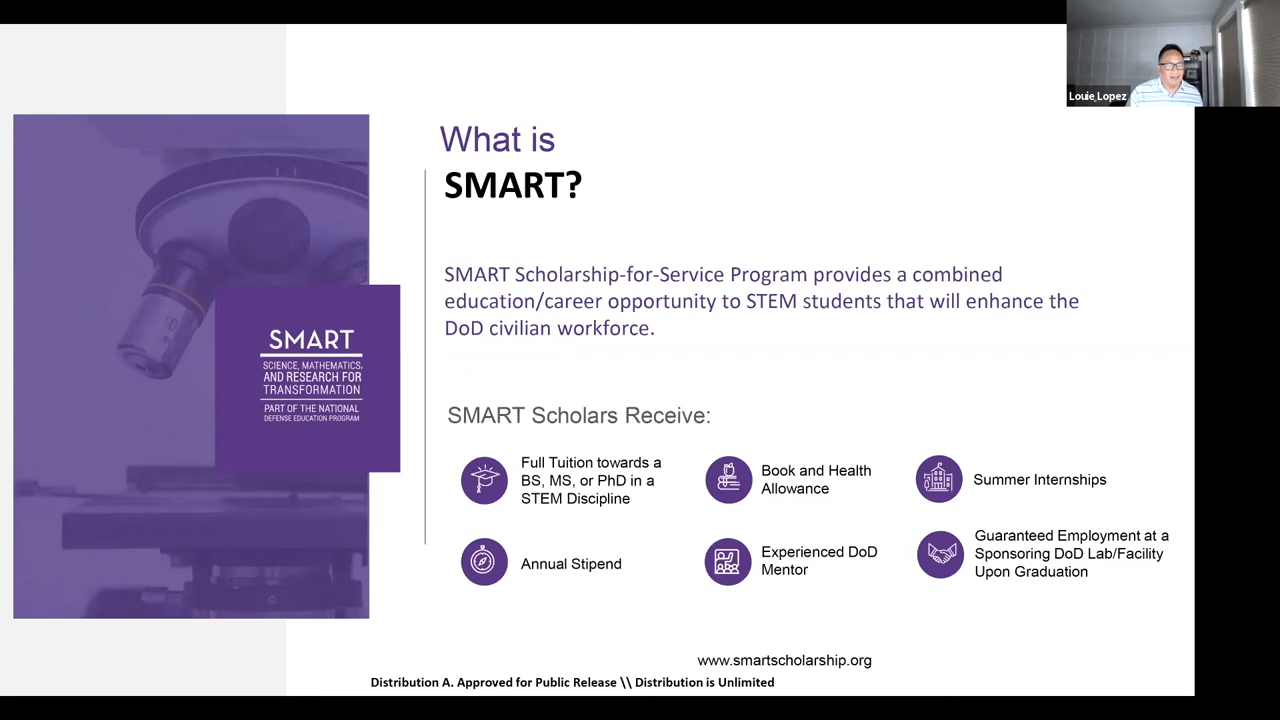 Louie Lopez
What is
SMART?
SMART Scholarship-for-Service Program provides a combined
education/career opportunity to STEM students that will enhance the
DoD civilian workforce.
SMART
SCIENCE, MATHEMATICS,
AND RESEARCH FOR
TRANSFORMATION
PART OF THE NATIONAL
DEFENSE EDUCATION PROGRAM
SMART Scholars Receive:
Full Tuition towards a
BS, MS, or PhD in a
STEM Discipline
Book and Health
Allowance
Summer Internships
Annual Stipend
Experienced DoD
Mentor
Guaranteed Employment at a
Sponsoring DoD Lab/Facility
Upon Graduation
www.smartscholarship.org
Distribution A. Approved for Public Release \\ Distribution is Unlimited
10